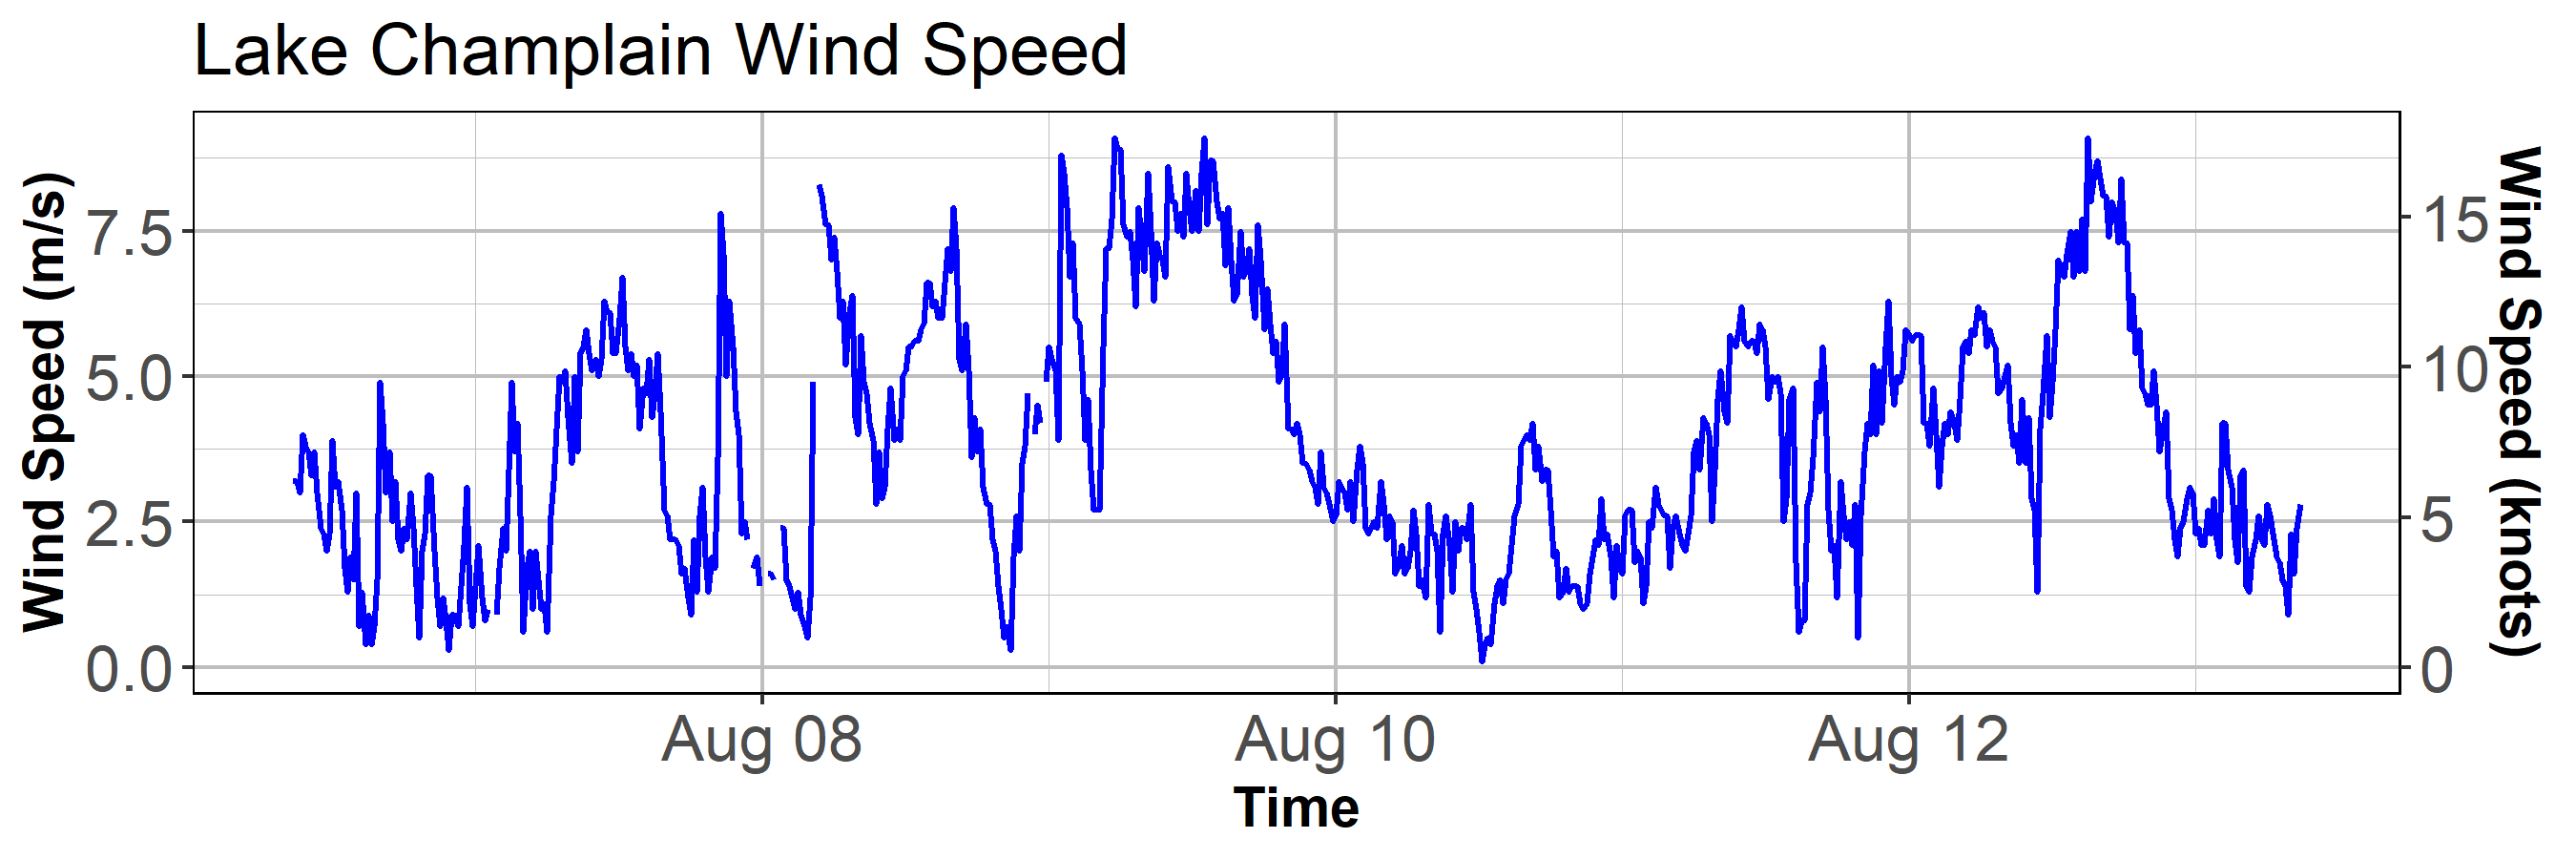 Lake Champlain Wind Speed
Wind Speed (m/s)
7.5
5.0
2.5
0.0
15
10
5
0
Wind Speed (knots)
Aug 08
Aug 10
Aug 12
Time